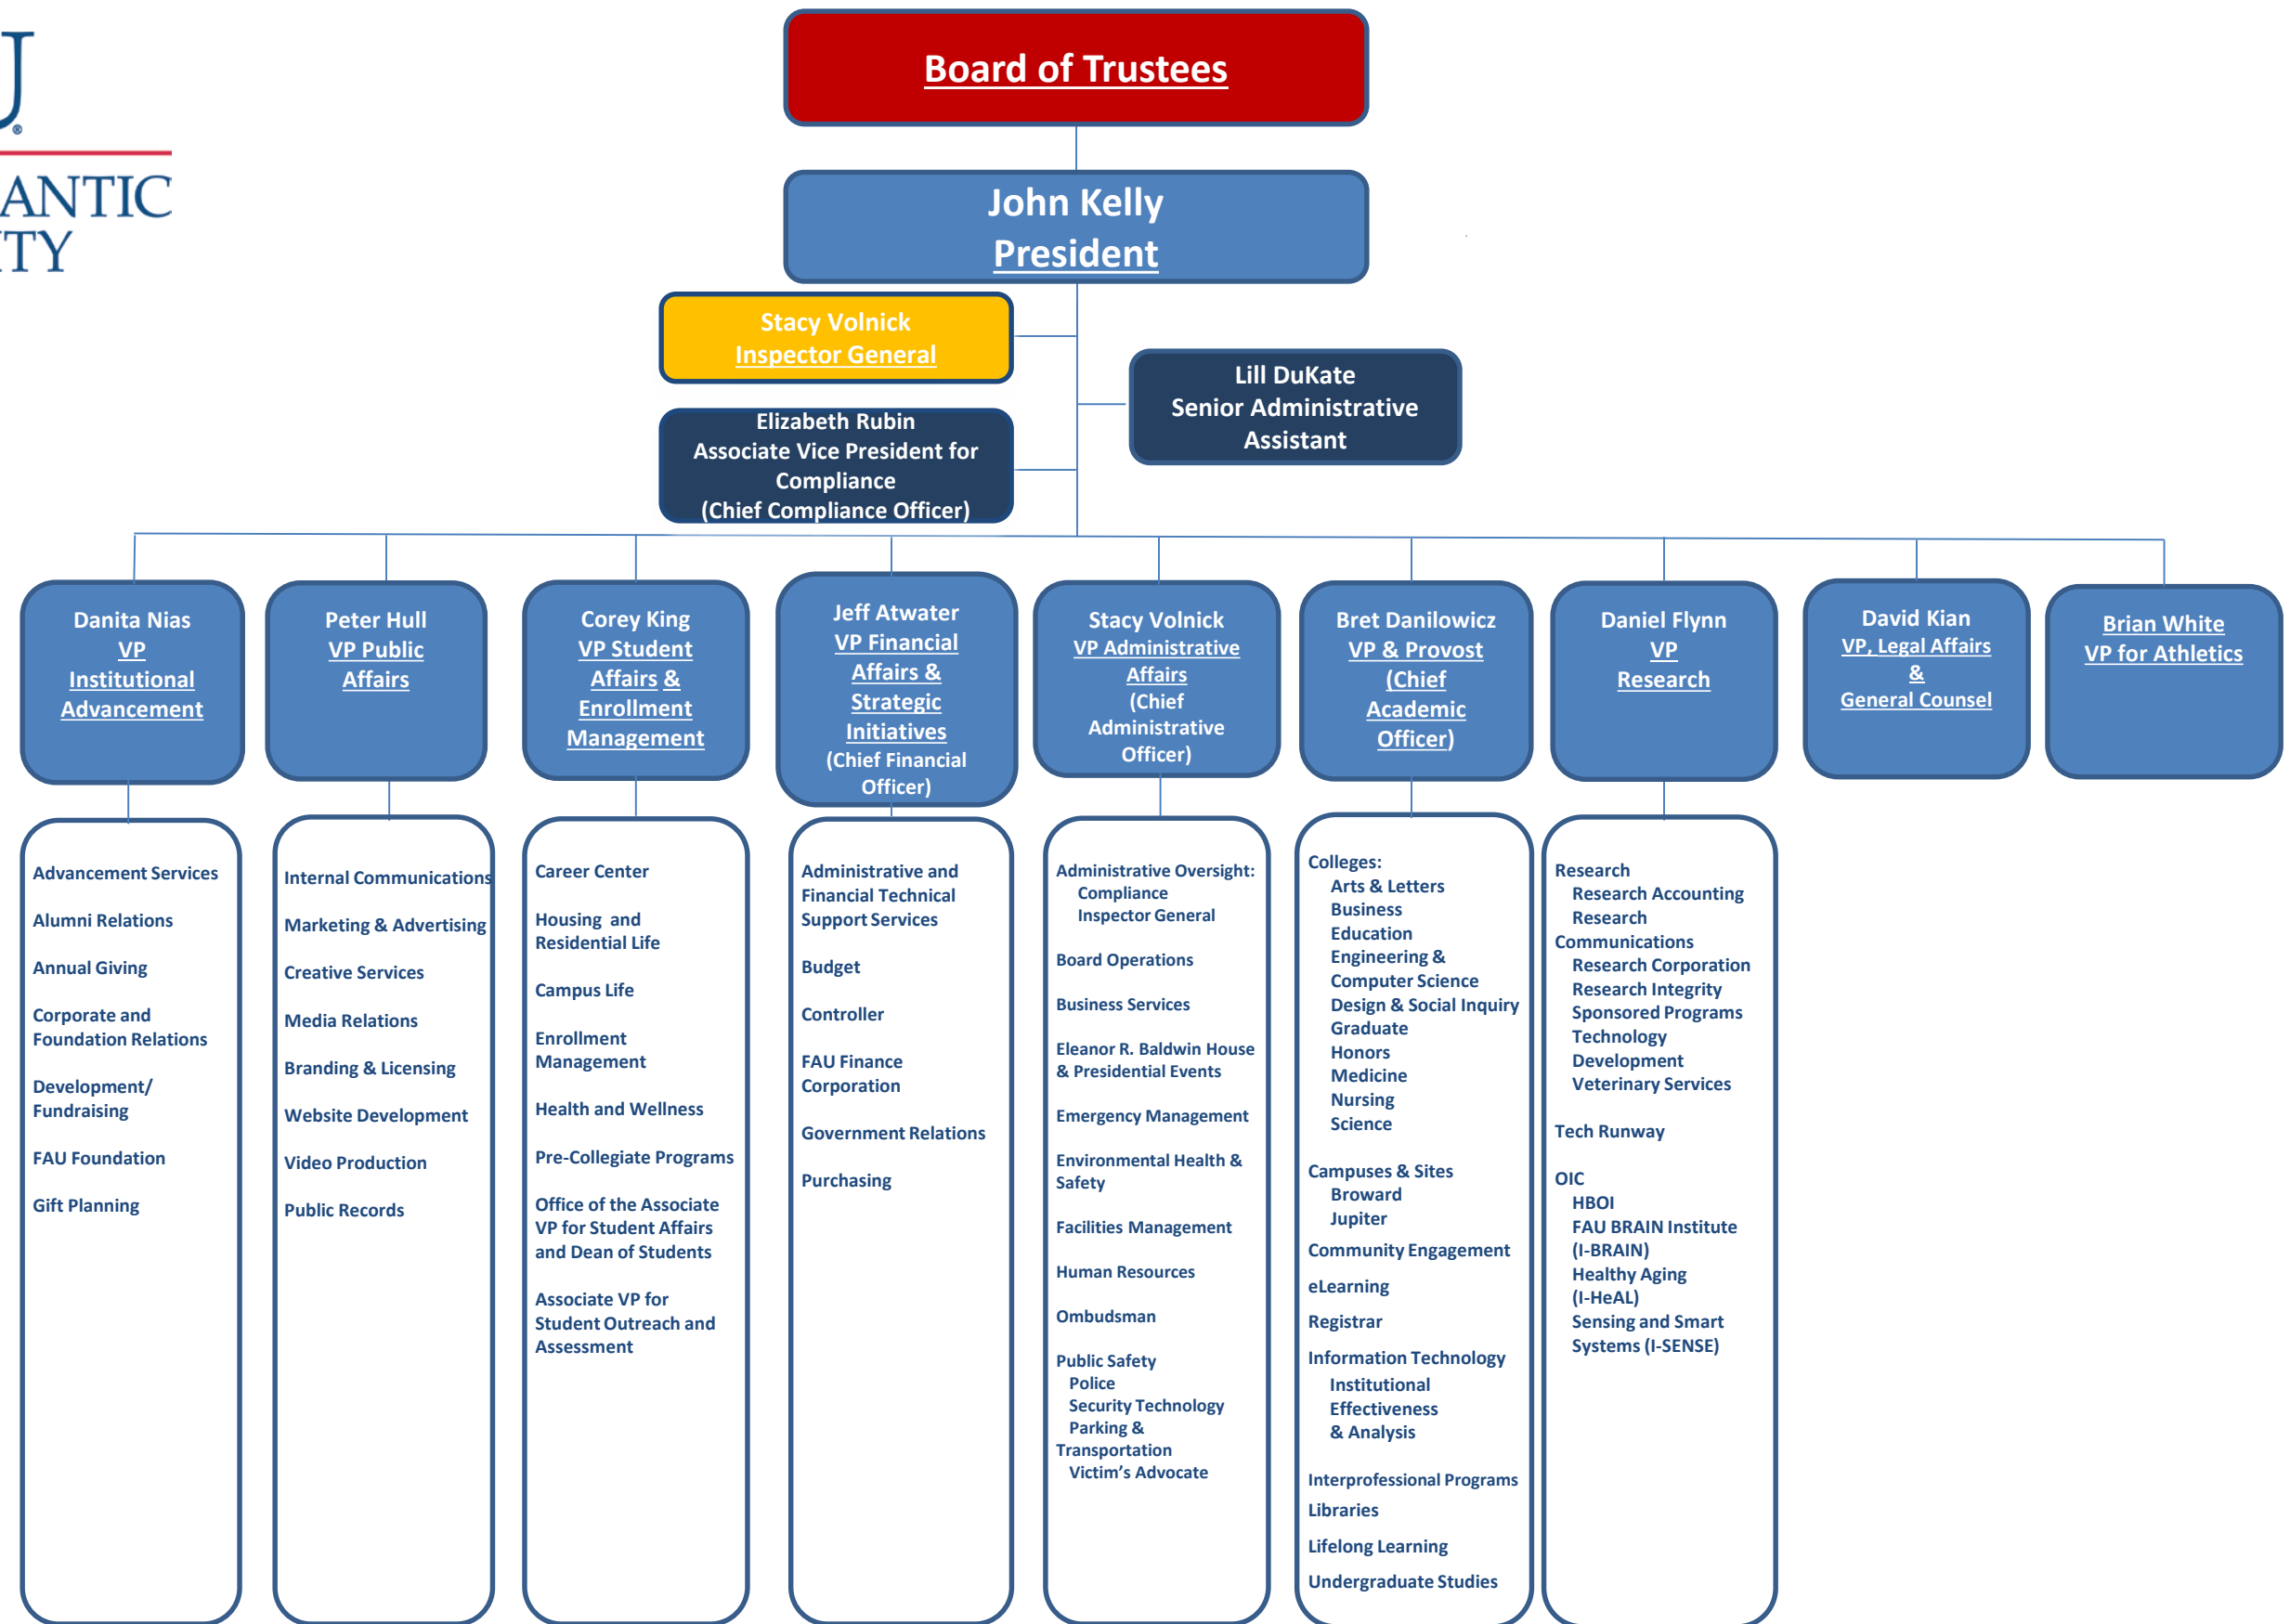 U®
ANTIC
ITY
Board of Trustees
John Kelly
President
Stacy Volnick
Inspector General
Lill DuKate
Senior Administrative
Assistant
Elizabeth Rubin
Associate Vice President for
Compliance
(Chief Compliance Officer)
Danita Nias
VP
Institutional
Advancement
Peter Hull
VP Public
Affairs
Corey King
VP Student
Affairs &
Enrollment
Management
Jeff Atwater
VP Financial
Affairs &
Strategic
Initiatives
(Chief Financial
Officer)
Stacy Volnick
VP Administrative
Affairs
(Chief
Administrative
Officer)
Bret Danilowicz
VP & Provost
(Chief
Academic
Officer)
Daniel Flynn
VP
Research
David Kian
VP, Legal Affairs
&
General Counsel
Brian White
VP for Athletics
Advancement Services
Alumni Relations
Annual Giving
Corporate and
Foundation Relations
Development/
Fundraising
FAU Foundation
Gift Planning
Internal Communications
Marketing & Advertising
Creative Services
Media Relations
Branding & Licensing
Website Development
Video Production
Public Records
Career Center
Housing and
Residential Life
Campus Life
Enrollment
Management
Health and Wellness
Pre-Collegiate Programs
Office of the Associate
VP for Student Affairs
and Dean of Students
Associate VP for
Student Outreach and
Assessment
Administrative and
Financial Technical
Support Services
Budget
Controller
FAU Finance
Corporation
Government Relations
Purchasing
Administrative Oversight:
Compliance
Inspector General
Board Operations
Business Services
Eleanor R. Baldwin House
& Presidential Events
Emergency Management
Environmental Health &
Safety
Facilities Management
Human Resources
Ombudsman
Public Safety
Police
Security Technology
Parking &
Transportation
Victim's Advocate
Colleges:
Arts & Letters
Business
Education
Engineering &
Computer Science
Design & Social Inquiry
Graduate
Honors
Medicine
Nursing
Science
Campuses & Sites
Broward
Jupiter
Community Engagement
eLearning
Registrar
Information Technology
Institutional
Effectiveness
& Analysis
Interprofessional Programs
Libraries
Lifelong Learning
Undergraduate Studies
Research
Research Accounting
Research
Communications
Research Corporation
Research Integrity
Sponsored Programs
Technology
Development
Veterinary Services
Tech Runway
OIC
HBOI
FAU BRAIN Institute
(I-BRAIN)
Healthy Aging
(I-HeAL)
Sensing and Smart
Systems (I-SENSE)